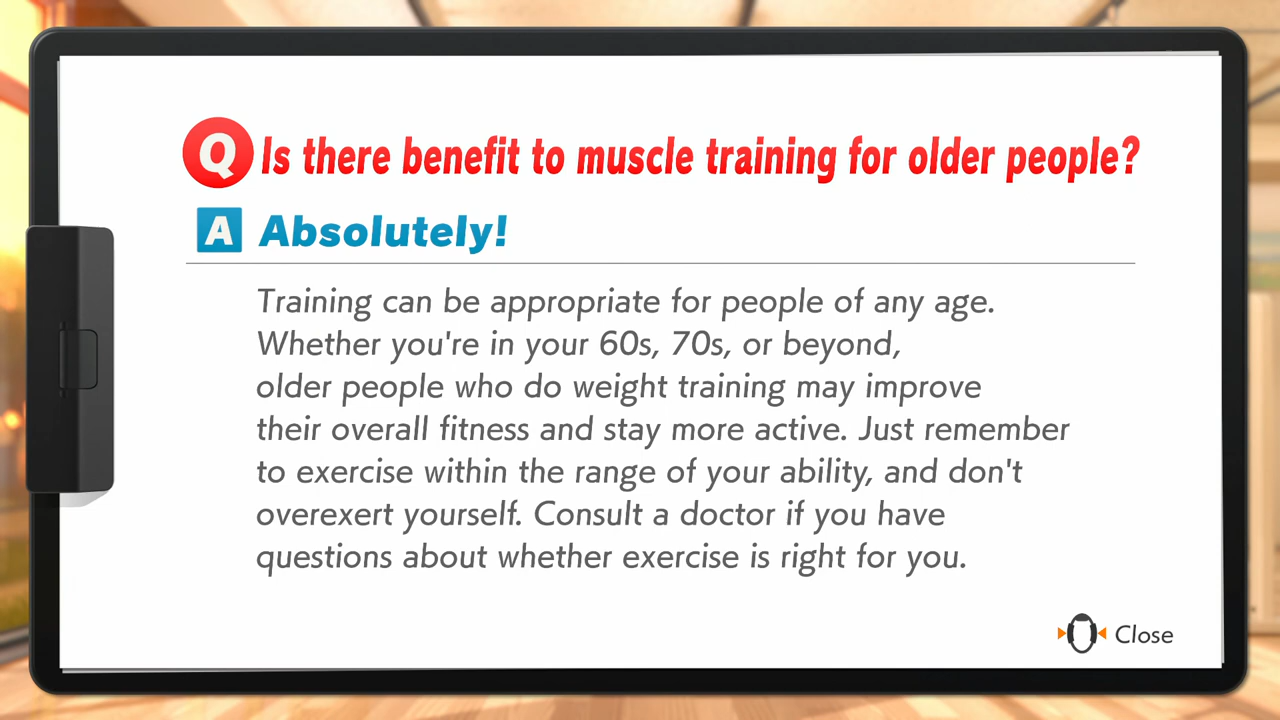 Q Is there benefit to muscle training for older people?
A Absolutely!
Training can be appropriate for people of any age.
Whether you're in your 60s, 70s, or beyond,
older people who do weight training may improve
their overall fitness and stay more active. Just remember
to exercise within the range of your ability, and don't
overexert yourself. Consult a doctor if you have
questions about whether exercise is right for you.
Close